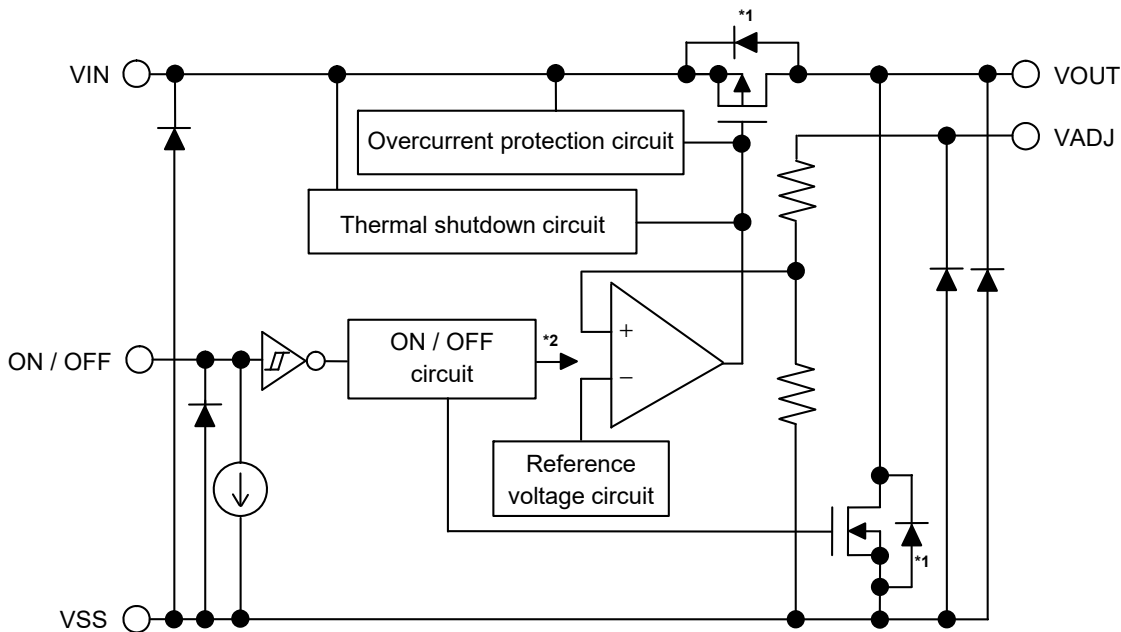 *1
VIN
VOUT
Overcurrent protection circuit
VADJ
Thermal shutdown circuit
+
ON / OFF
ON / OFF
circuit
*2
−
Reference
voltage circuit
*1
VSS